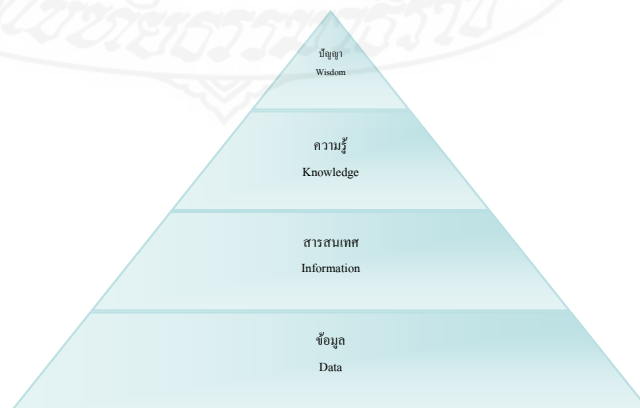 ปัญญา
Wisdom
ความรู้
Knowledge
สารสนเทศ
Information
ข้อมูล
Data